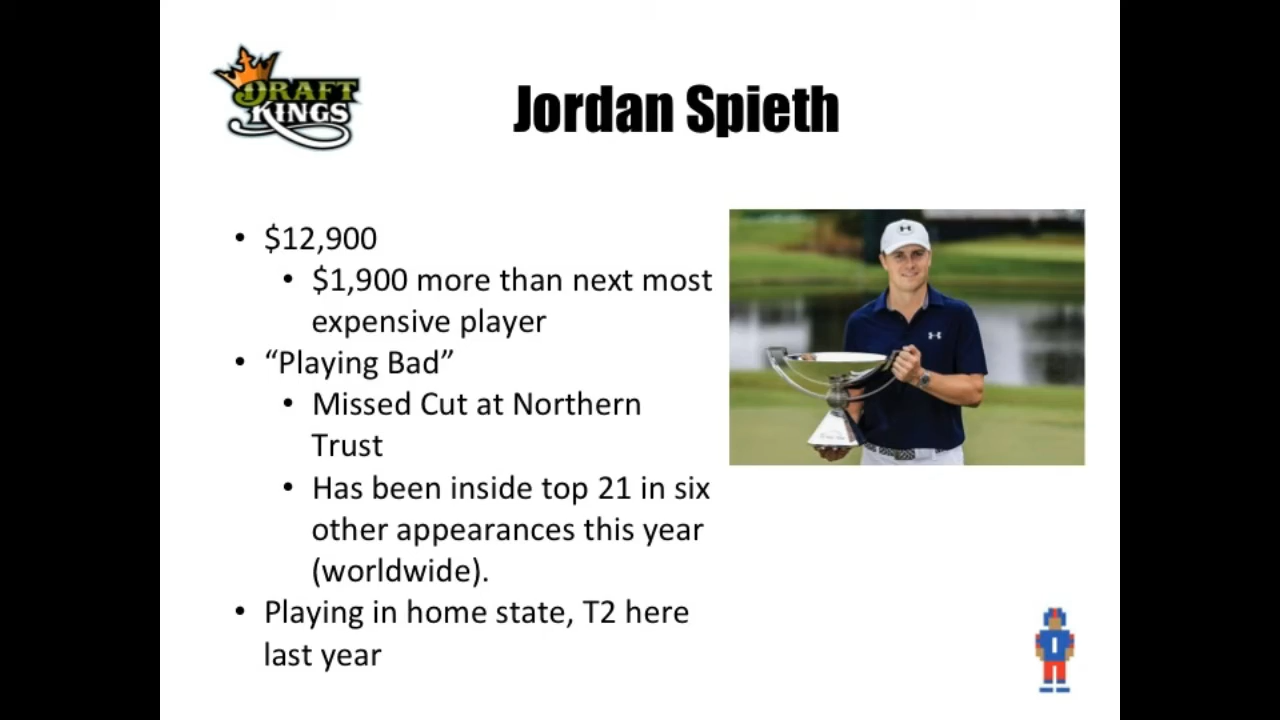 DRAFT
KINGS
Jordan Spieth
• $12,900
• $1,900 more than next most
expensive player
• “Playing Bad”
• Missed Cut at Northern
Trust
• Has been inside top 21 in six
other appearances this year
(worldwide).
• Playing in home state, T2 here
last year